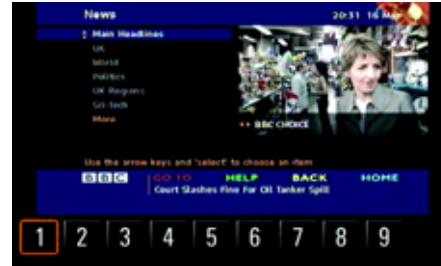 News 20:31 16 Mar
Main Headlines
UK
World
Politics
UK Regions
Sci-Tech
More
BBC CHOICE
Use the arrow keys and 'select' to choose an item
BBC GO TO HELP BACK HOME
Court Slashes Fine For Oil Tanker Spill
1 2 3 4 5 6 7 8 9